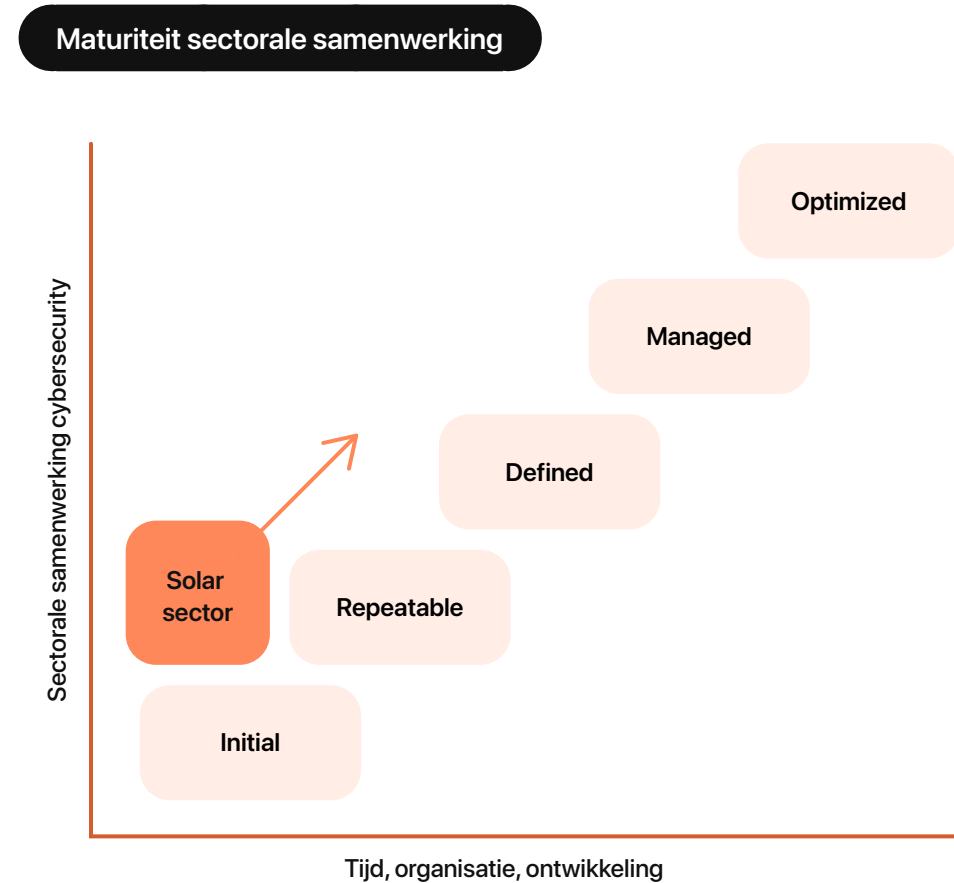 Maturiteit sectorale samenwerking
Optimized
Managed
Defined
Solar
sector
Repeatable
Initial
Sectorale samenwerking cybersecurity
Tijd, organisatie, ontwikkeling